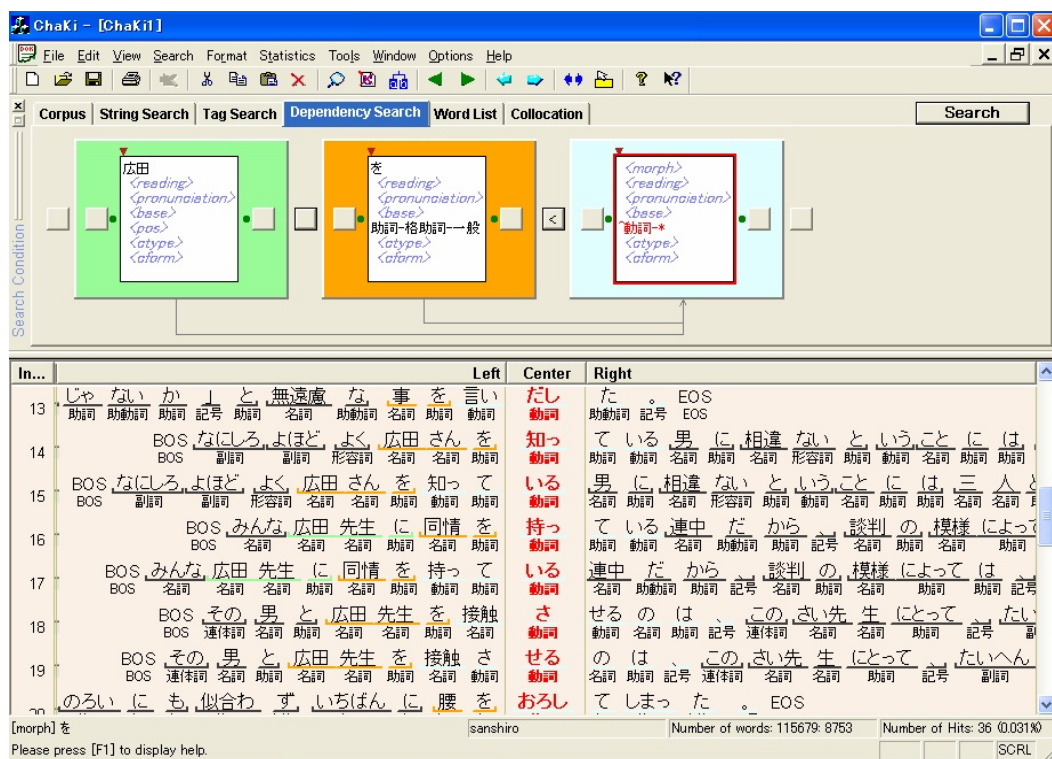 ChaKi - [ChaKi1]
File Edit View Search Format Statistics Tools Window Options Help
Corpus String Search Tag Search Dependency Search Word List Collocation Search
Search Condition
広田
<reading>
<pronunciation>
<base>
<pos>
<ctype>
<cform>
を
<reading>
<pronunciation>
<base>
助詞-格助詞-一般
<ctype>
<cform>
<
<morph>
<reading>
<pronunciation>
<base>
^動詞-*
<ctype>
<cform>
In... Left Center Right
13 じゃ ない か 」 と 無遠慮 な 事 を 言い だし た 。 EOS
助詞 助動詞 助詞 記号 助詞 名詞 助動詞 名詞 助詞 動詞 動詞 助動詞 記号 EOS
14 BOS なにしろ よほど よく 広田 さん を 知っ て いる 男 に 相違 ない と いう こと に は
BOS 副詞 副詞 形容詞 名詞 名詞 助詞 動詞 助詞 動詞 名詞 助詞 名詞 形容詞 助詞 動詞 名詞 助詞 助詞
15 BOS なにしろ よほど よく 広田 さん を 知っ て いる 男 に 相違 ない と いう こと に は 三 人
BOS 副詞 副詞 形容詞 名詞 名詞 助詞 動詞 助詞 動詞 名詞 助詞 名詞 形容詞 助詞 動詞 名詞 助詞 助詞 名詞 名詞
16 BOS みんな 広田 先生 に 同情 を 持っ て いる 連中 だ から 、 談判 の 模様 によって
BOS 名詞 名詞 名詞 助詞 名詞 助詞 動詞 助詞 動詞 名詞 助動詞 助詞 記号 名詞 助詞 名詞 助詞
17 BOS みんな 広田 先生 に 同情 を 持っ て いる 連中 だ から 、 談判 の 模様 によって は 、
BOS 名詞 名詞 名詞 助詞 名詞 助詞 動詞 助詞 動詞 名詞 助動詞 助詞 記号 名詞 助詞 名詞 助詞 助詞 記号
18 BOS その 男 と 広田 先生 を 接触 さ せる の は 、 この さい先 生 にとって 、 たい
BOS 連体詞 名詞 助詞 名詞 名詞 助詞 名詞 動詞 動詞 名詞 助詞 記号 連体詞 名詞 名詞 助詞 記号
19 BOS その 男 と 広田 先生 を 接触 さ せる の は 、 この さい先 生 にとって 、 たいへん
BOS 連体詞 名詞 助詞 名詞 名詞 助詞 名詞 動詞 動詞 名詞 助詞 記号 連体詞 名詞 名詞 助詞 記号 副詞
のろい に も 似合わ ず いちばん に 腰 を おろし て しまっ た 。 EOS
[morph] を sanshiro Number of words: 115679: 8753 Number of Hits: 36 (0.031%)
Please press [F1] to display help. SCRL